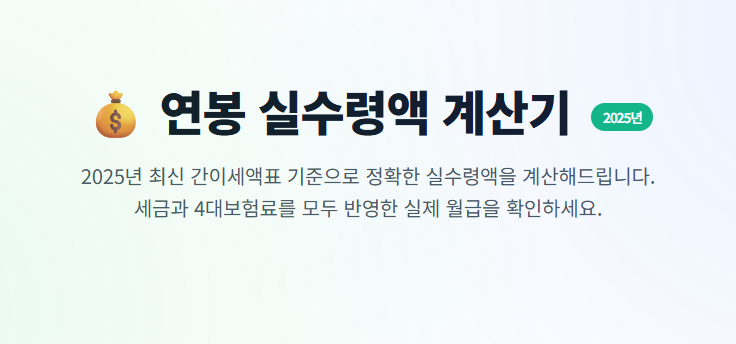 연봉 실수령액 계산기 2025년
2025년 최신 간이세액표 기준으로 정확한 실수령액을 계산해드립니다.
세금과 4대보험료를 모두 반영한 실제 월급을 확인하세요.